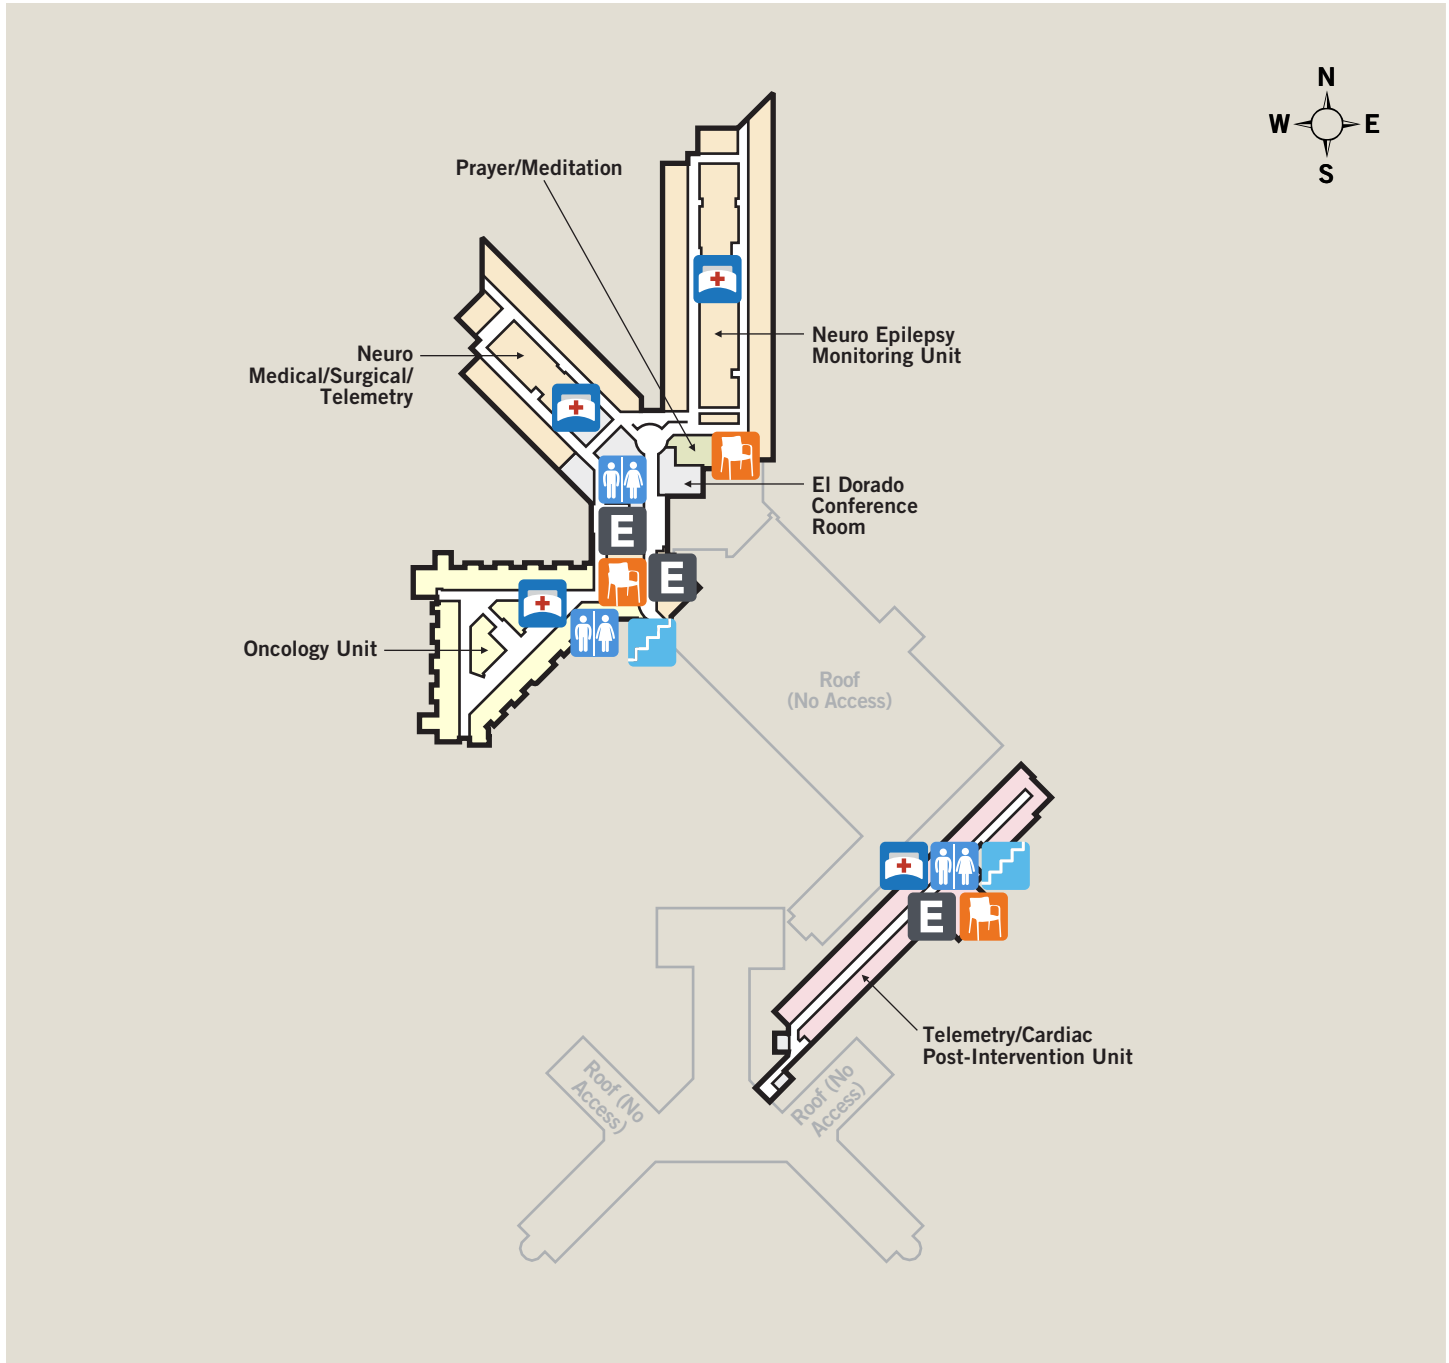 N
W E
S
Prayer/Meditation
Neuro Epilepsy
Monitoring Unit
Neuro
Medical/Surgical/
Telemetry
El Dorado
Conference
Room
E
E
Oncology Unit
Roof
(No Access)
E
Telemetry/Cardiac
Post-Intervention Unit
Roof (No
Access)
Roof (No
Access)